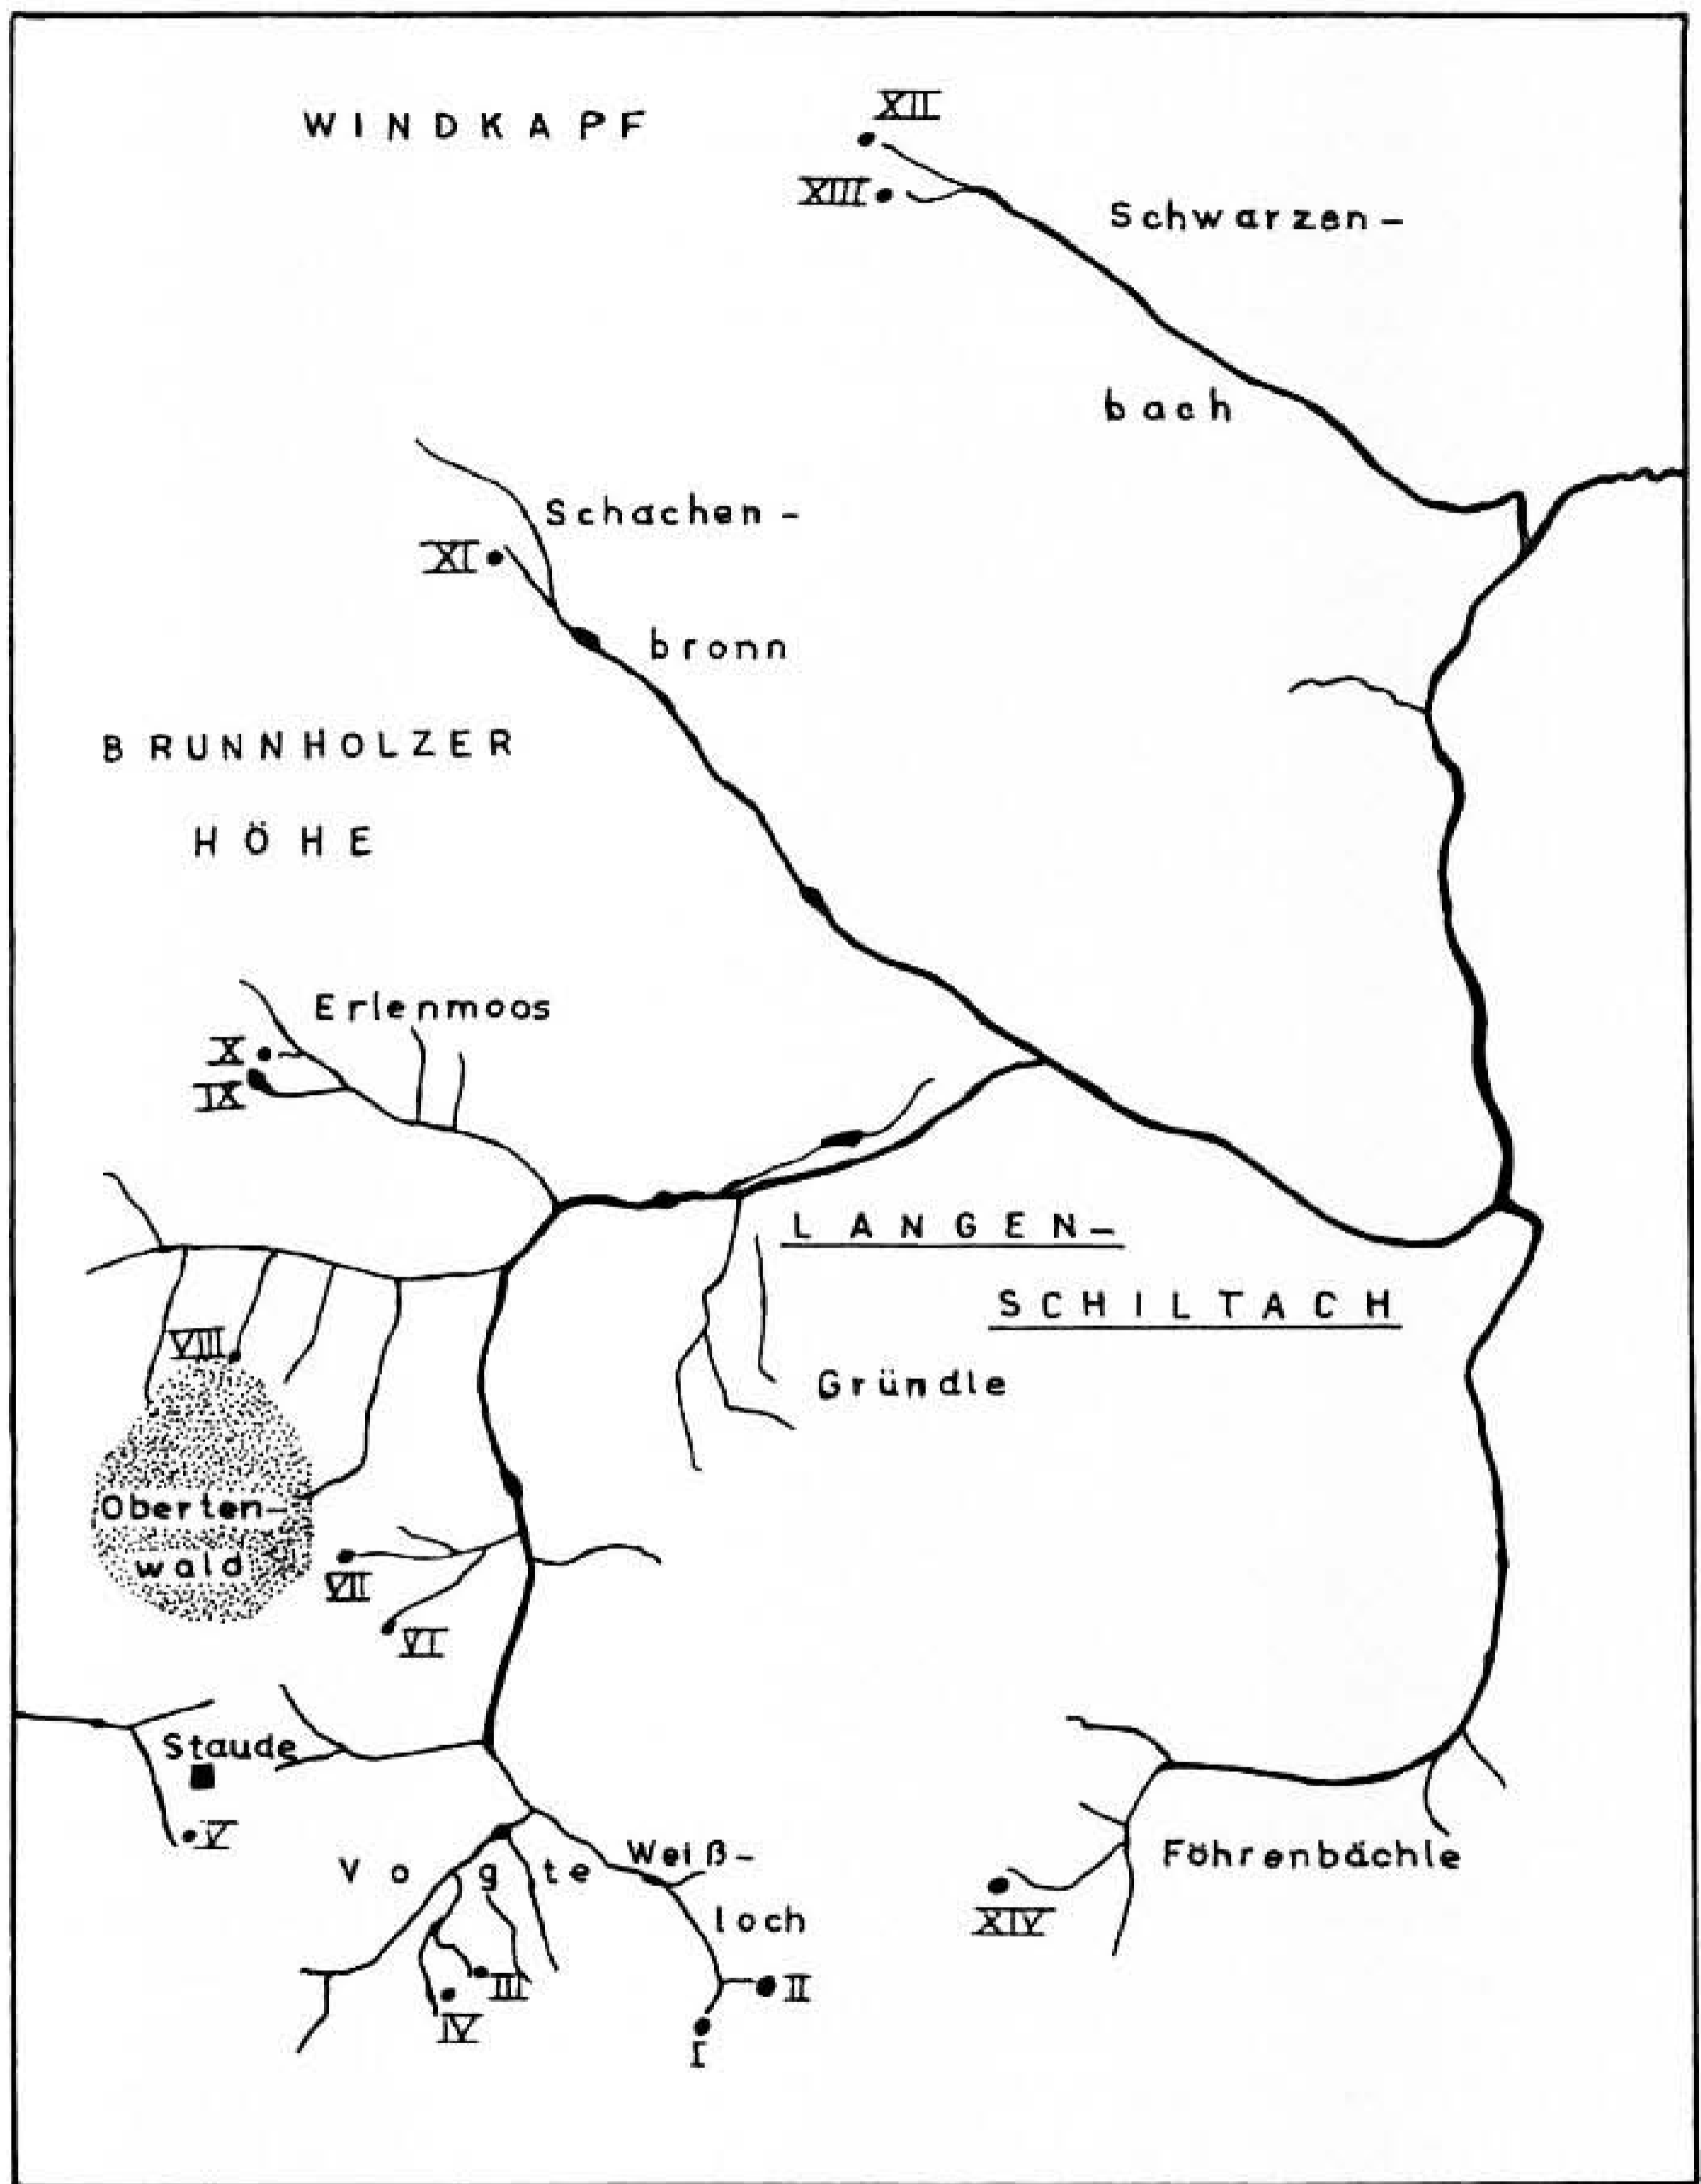 XII
WINDKAPF
XIII
Schwarzen-
bach
Schachen-
XI
bronn
BRUNNHOLZER
HÖHE
Erlenmoos
X
IX
LANGEN-
SCHILTACH
VIII
Gründle
Oberten-
wald
VII
VI
Staude
V
Vogte
Weiß-
loch
Föhrenbächle
XIV
III
II
IV
I